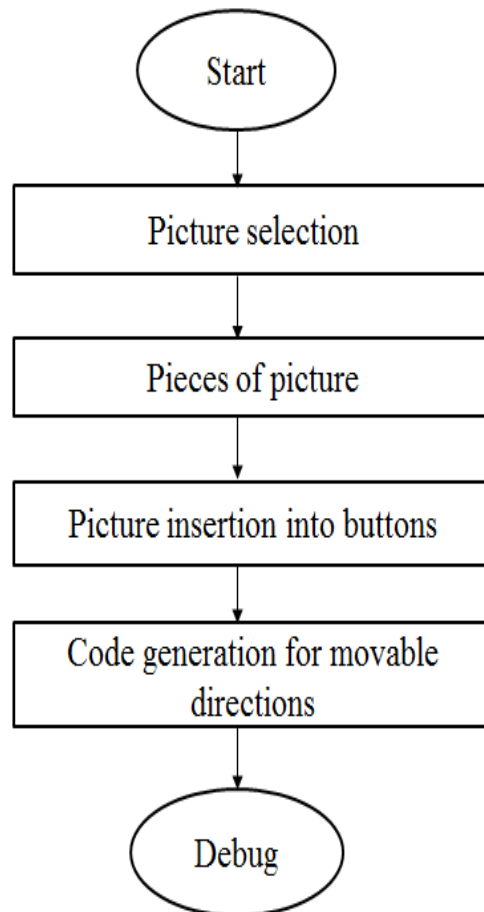 Start
Picture selection
Pieces of picture
Picture insertion into buttons
Code generation for movable
directions
Debug